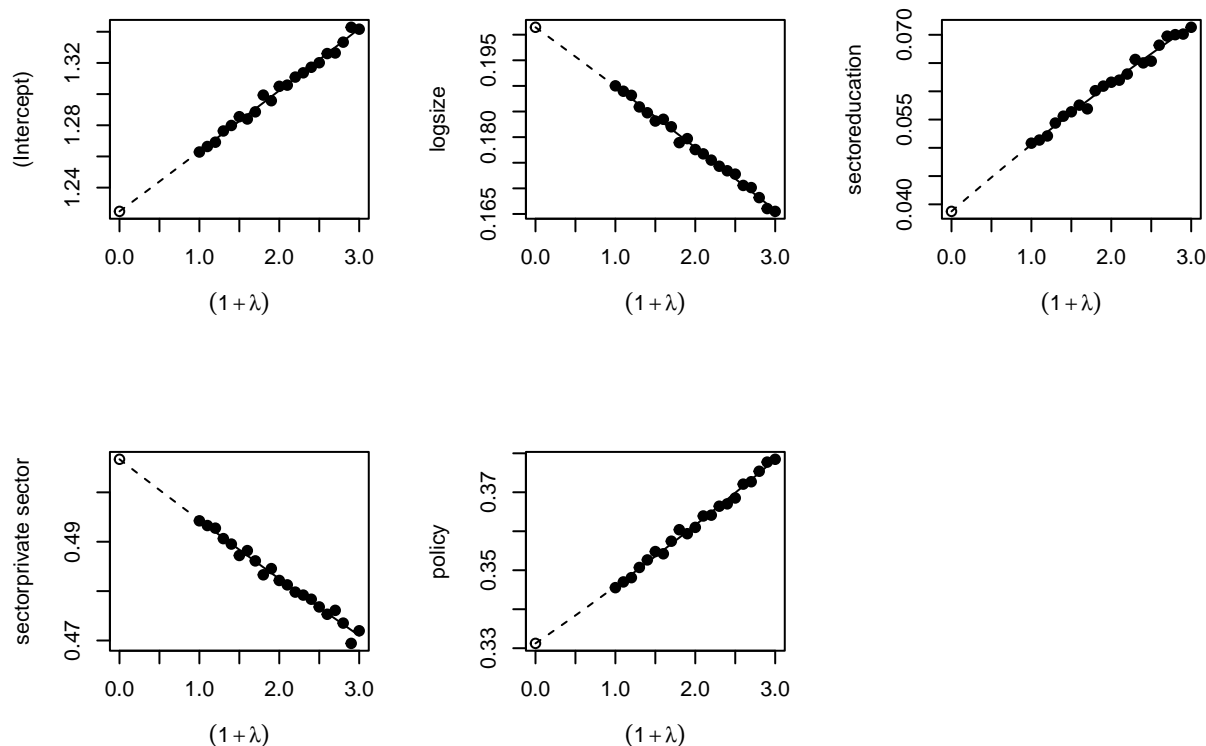 (Intercept)
1.24
1.28
1.32
0.0 1.0 2.0 3.0
(1 + λ)
logsize
0.165
0.180
0.195
0.0 1.0 2.0 3.0
(1 + λ)
sectoreducation
0.040
0.055
0.070
0.0 1.0 2.0 3.0
(1 + λ)
sectorprivate sector
0.47
0.49
0.0 1.0 2.0 3.0
(1 + λ)
policy
0.33
0.35
0.37
0.0 1.0 2.0 3.0
(1 + λ)